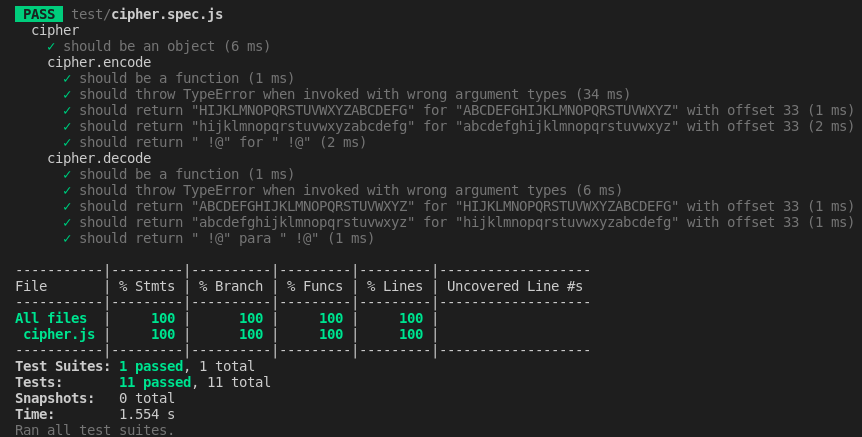 PASS test/cipher.spec.js
cipher
✓ should be an object (6 ms)
cipher.encode
✓ should be a function (1 ms)
✓ should throw TypeError when invoked with wrong argument types (34 ms)
✓ should return "HIJKLMNOPQRSTUVWXYZABCDEFG" for "ABCDEFGHIJKLMNOPQRSTUVWXYZ" with offset 33 (1 ms)
✓ should return "hijklmnopqrstuvwxyzabcdefg" for "abcdefghijklmnopqrstuvwxyz" with offset 33 (2 ms)
✓ should return " !@" for " !@" (2 ms)
cipher.decode
✓ should be a function (1 ms)
✓ should throw TypeError when invoked with wrong argument types (6 ms)
✓ should return "ABCDEFGHIJKLMNOPQRSTUVWXYZ" for "HIJKLMNOPQRSTUVWXYZABCDEFG" with offset 33 (1 ms)
✓ should return "abcdefghijklmnopqrstuvwxyz" for "hijklmnopqrstuvwxyzabcdefg" with offset 33 (1 ms)
✓ should return " !@" para " !@" (1 ms)
-----------|---------|----------|---------|---------|-------------------
File       | % Stmts | % Branch | % Funcs | % Lines | Uncovered Line #s
-----------|---------|----------|---------|---------|-------------------
All files  |     100 |      100 |     100 |     100 |
 cipher.js |     100 |      100 |     100 |     100 |
-----------|---------|----------|---------|---------|-------------------
Test Suites: 1 passed, 1 total
Tests:       11 passed, 11 total
Snapshots:   0 total
Time:        1.554 s
Ran all test suites.